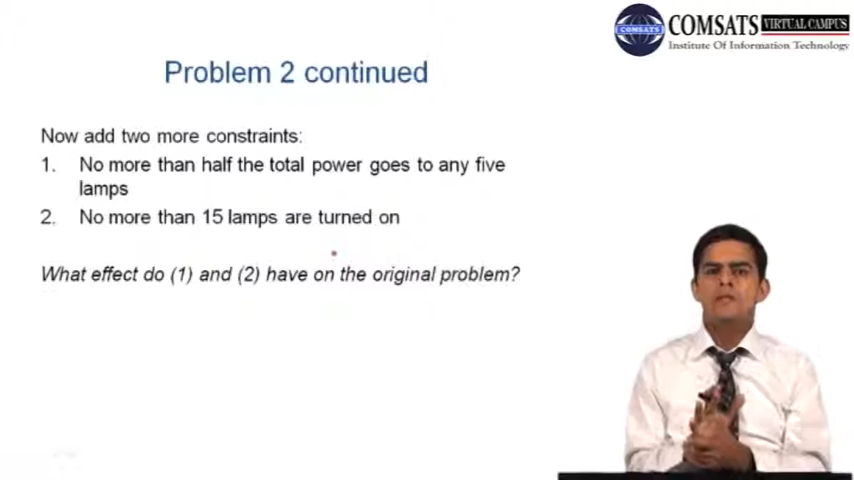 COMSATS VIRTUAL CAMPUS
COMSATS
Institute Of Information Technology
Problem 2 continued
Now add two more constraints:
1. No more than half the total power goes to any five
lamps
2. No more than 15 lamps are turned on
What effect do (1) and (2) have on the original problem?